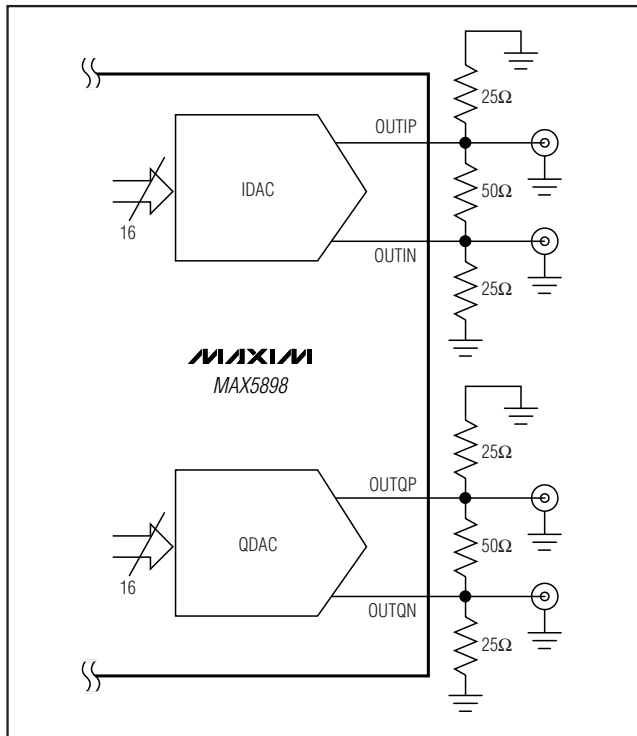 25Ω
OUTIP
50Ω
IDAC
16
OUTIN
25Ω
MAXIM
MAX5898
25Ω
OUTQP
50Ω
QDAC
16
OUTQN
25Ω